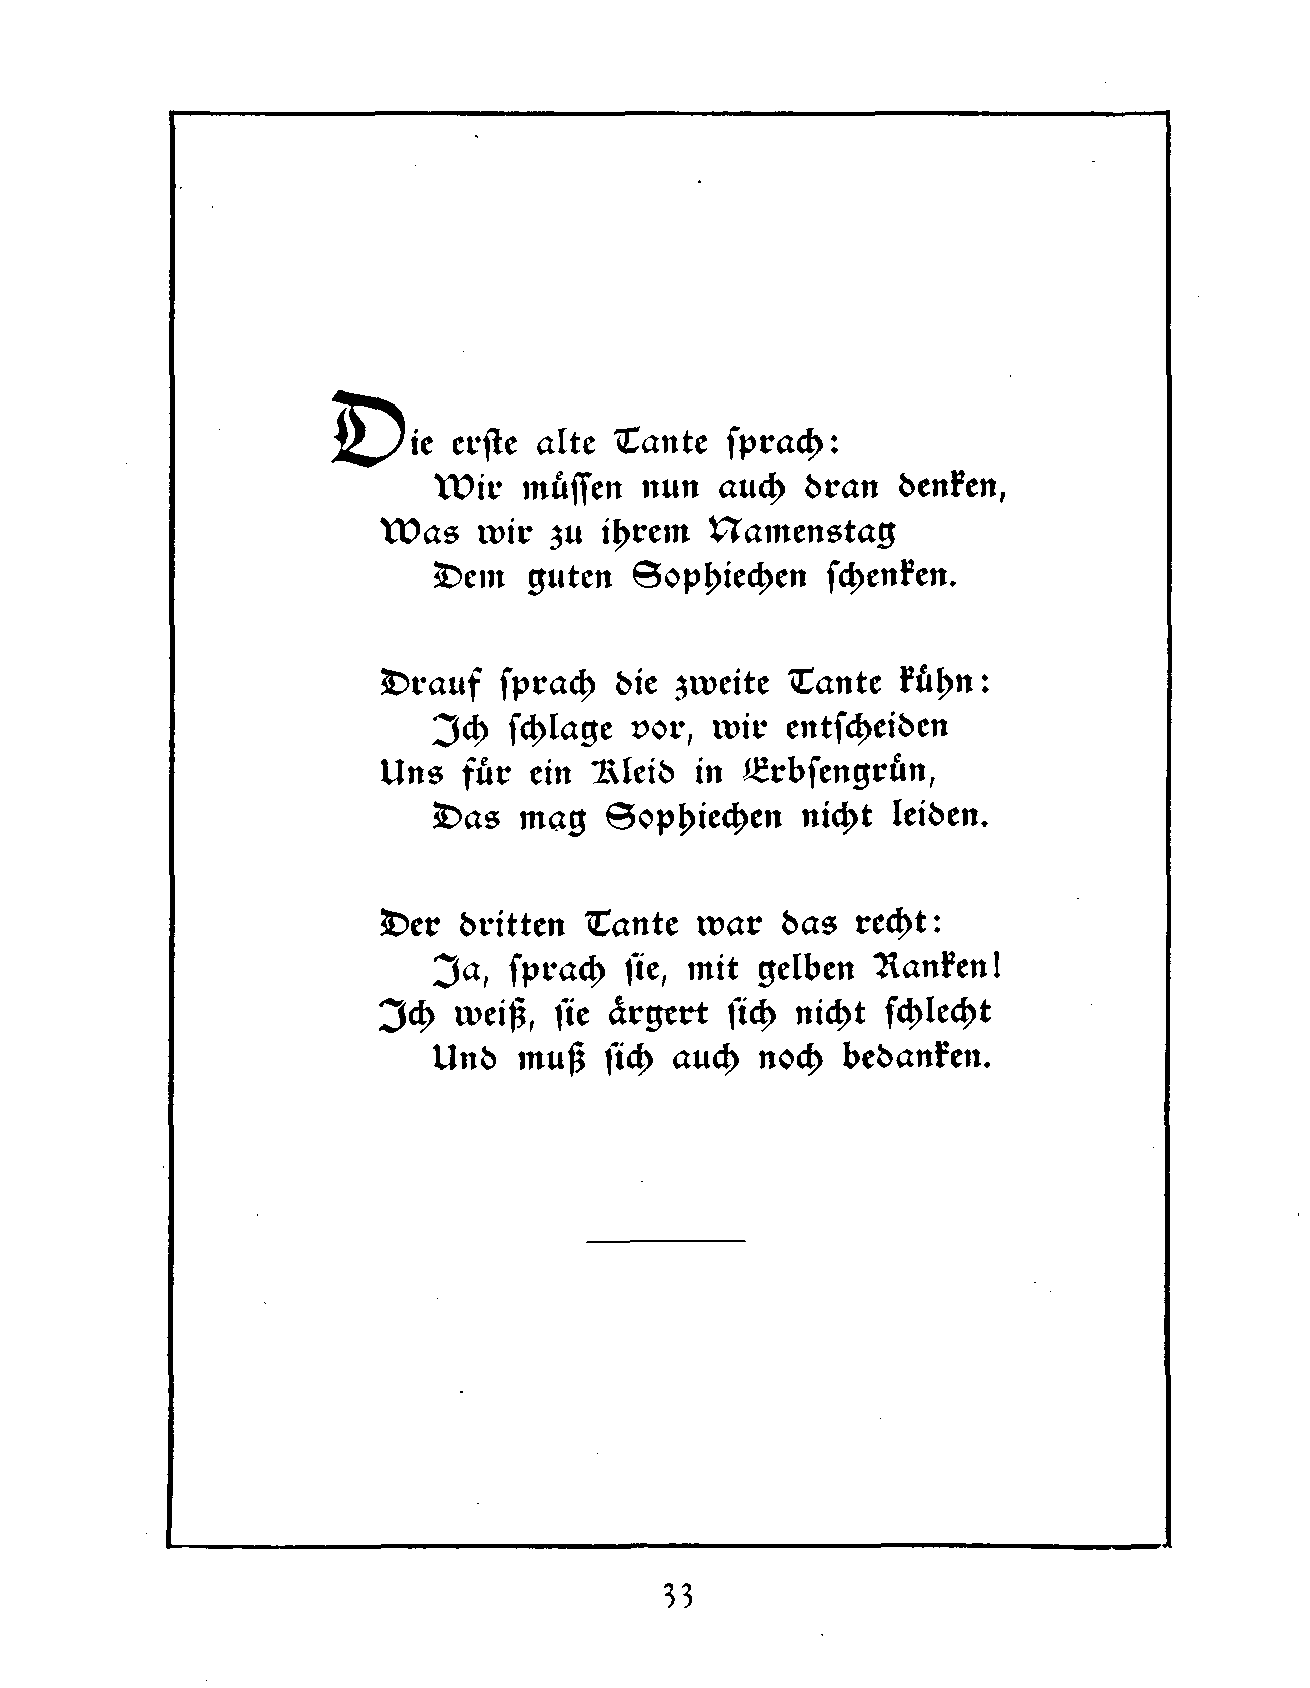 Die erſte alte Tante ſprach:
Wir müſſen nun auch dran denken,
Was wir zu ihrem Namenstag
Dem guten Sophiechen ſchenken.
Drauf ſprach die zweite Tante kühn:
Ich ſchlage vor, wir entſcheiden
Uns für ein Kleid in Erbſengrün,
Das mag Sophiechen nicht leiden.
Der dritten Tante war das recht:
Ja, ſprach ſie, mit gelben Ranken!
Ich weiß, ſie ärgert ſich nicht ſchlecht
Und muß ſich auch noch bedanken.
33